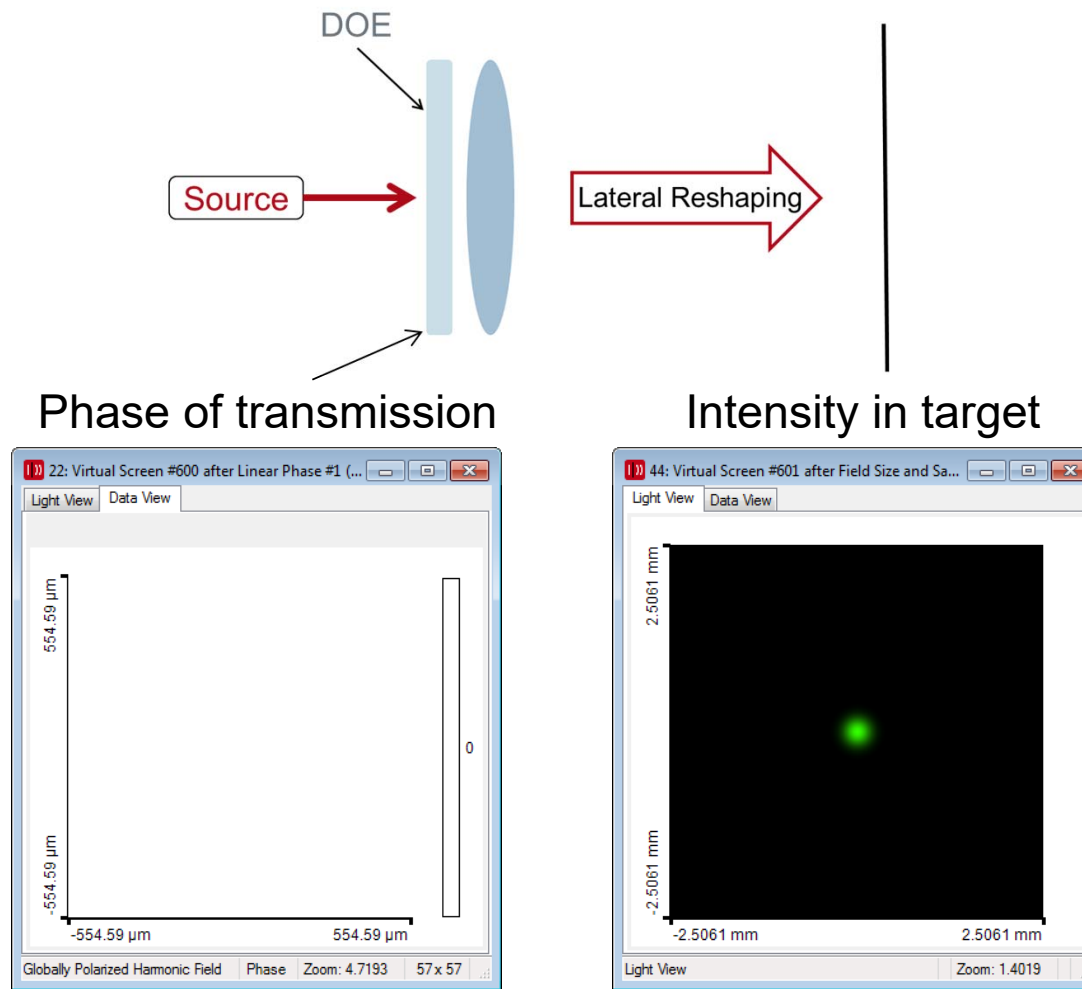 DOE
Source
Lateral Reshaping
Phase of transmission
Intensity in target
22: Virtual Screen #600 after Linear Phase #1 (...
Light View Data View
554.59 µm
-554.59 µm
0
-554.59 µm 554.59 µm
Globally Polarized Harmonic Field Phase Zoom: 4.7193 57 x 57
44: Virtual Screen #601 after Field Size and Sa...
Light View Data View
2.5061 mm
-2.5061 mm
-2.5061 mm 2.5061 mm
Light View Zoom: 1.4019